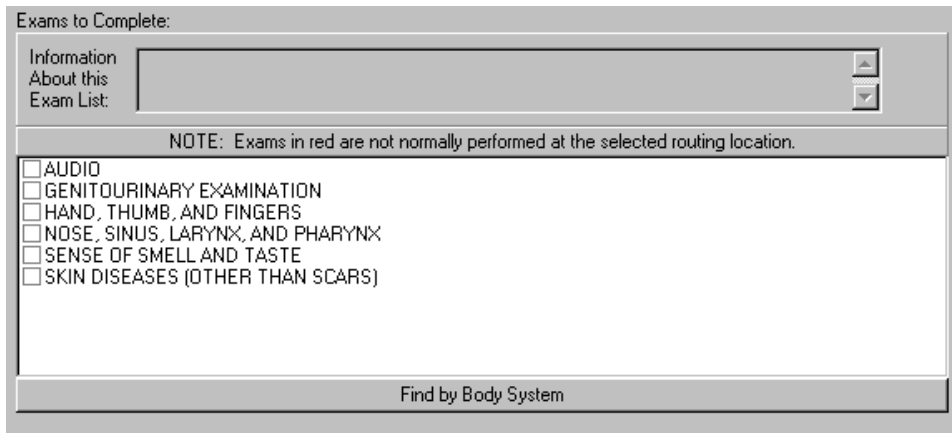 Exams to Complete:
Information
About this
Exam List:
NOTE:  Exams in red are not normally performed at the selected routing location.
AUDIO
GENITOURINARY EXAMINATION
HAND, THUMB, AND FINGERS
NOSE, SINUS, LARYNX, AND PHARYNX
SENSE OF SMELL AND TASTE
SKIN DISEASES (OTHER THAN SCARS)
Find by Body System